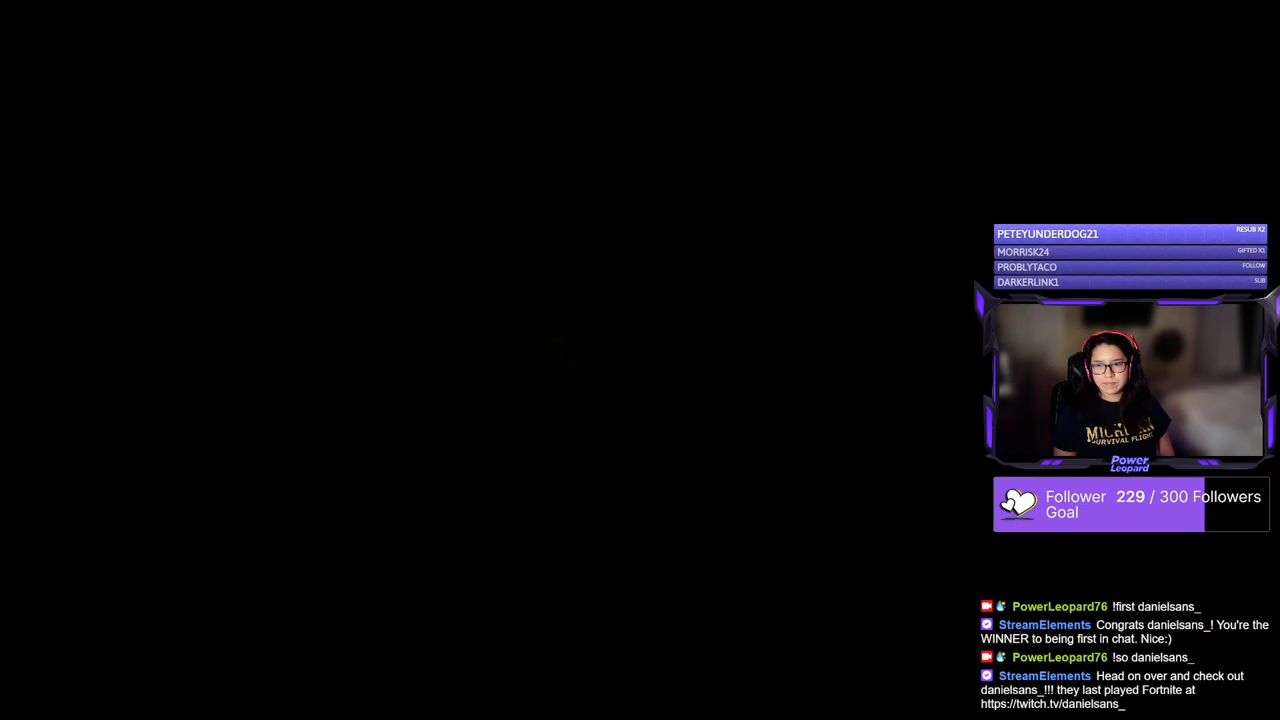 PETEYUNDERDOG21 RESUB X2
MORRISK24 GIFTED X1
PROBLYTACO FOLLOW
DARKERLINK1 SUB
SURVIVAL FLIGHT
Power
Leopard
Follower 229 / 300 Followers
Goal
PowerLeopard76 !first danielsans_
StreamElements Congrats danielsans_! You're the
WINNER to being first in chat. Nice:)
PowerLeopard76 !so danielsans_
StreamElements Head on over and check out
danielsans_!!! they last played Fortnite at
https://twitch.tv/danielsans_